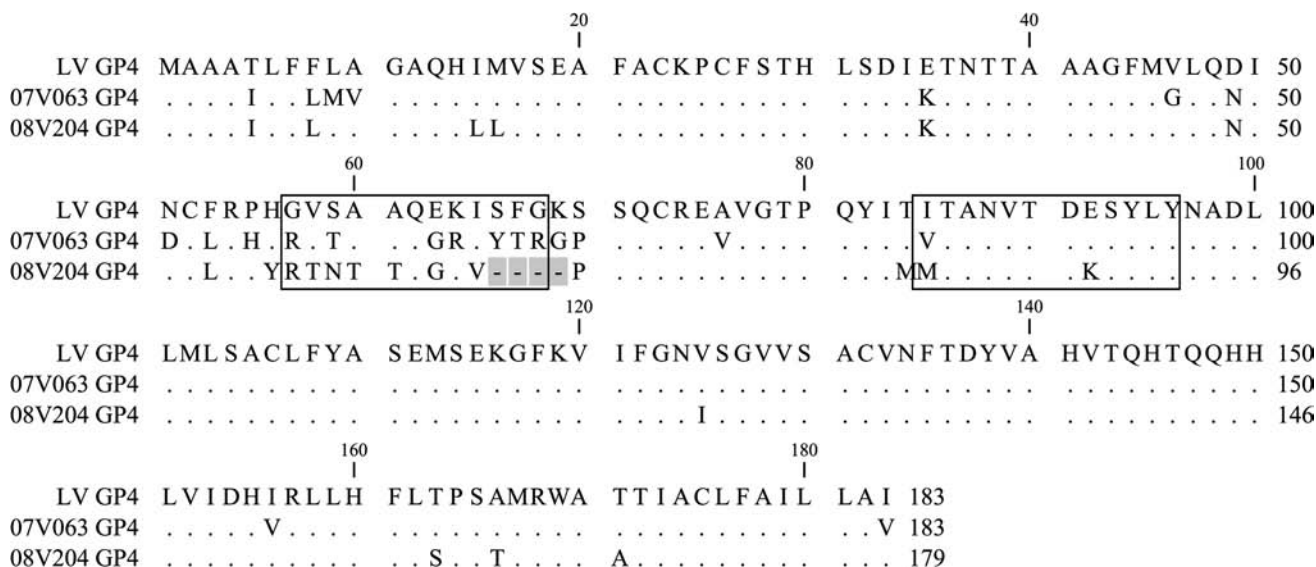 20 40
LV GP4 MAAATLFFLA GAQHIMVSEA FACKPCFSTH LSDIETNTTA AAGFMVLQDI 50
07V063 GP4 ....I..LMV .......... .......... ....K..... .....G..N. 50
08V204 GP4 ....I..L.. ....LL.... .......... ....K..... ........N. 50
60 80 100
LV GP4 NCFRPHGVSA AQEKISFGKS SQCREAVGTP QYITITANVT DESYLYNADL 100
07V063 GP4 D.L.H.R.T. ..GR.YTRGP .....V.... ....V..... .......... 100
08V204 GP4 ..L..YRTNT T.G.V----P .......... ...MM..... .K........ 96
120 140
LV GP4 LMLSACLFYA SEMSEKGFKV IFGNVSGVVS ACVNFTDYVA HVTQHTQQHH 150
07V063 GP4 .......... .......... .......... .......... .......... 150
08V204 GP4 .......... .......... ....I..... .......... .......... 146
160 180
LV GP4 LVIDHIRLLH FLTPSAMRWA TTIACLFAIL LAI 183
07V063 GP4 .....V.... .......... .......... ..V 183
08V204 GP4 .......... ..S..T.... A......... ... 179